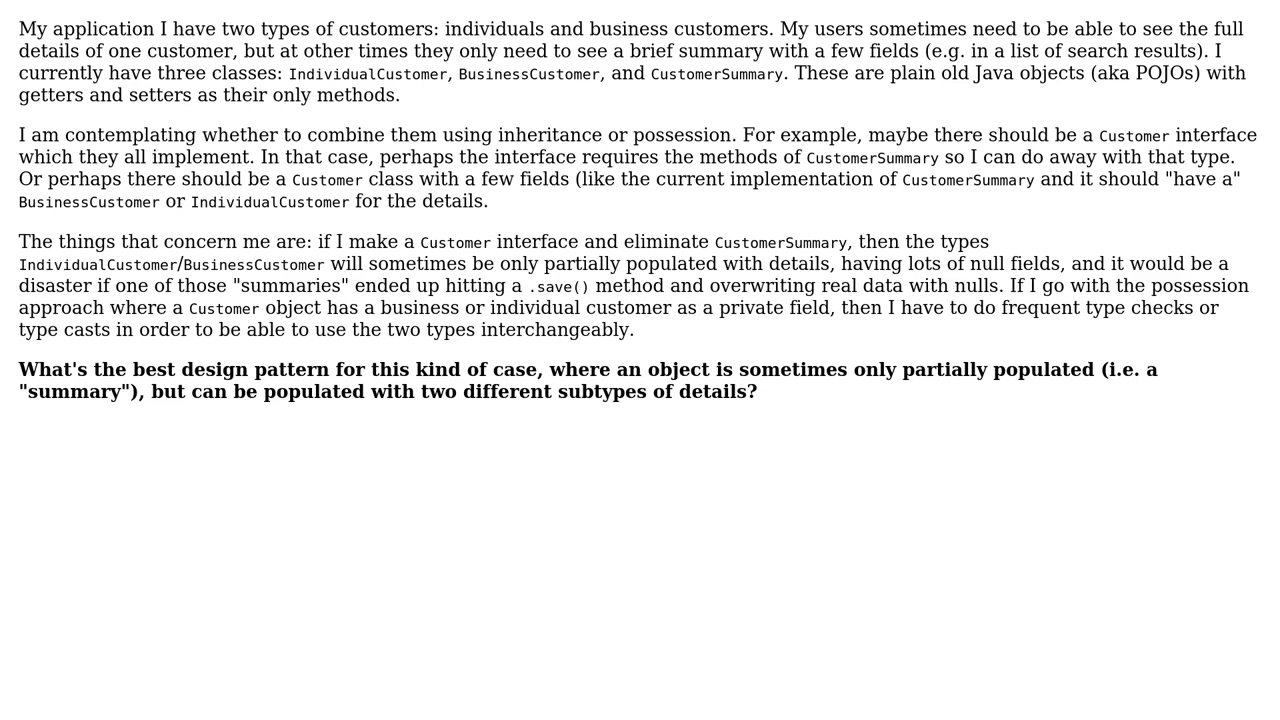 My application I have two types of customers: individuals and business customers. My users sometimes need to be able to see the full
details of one customer, but at other times they only need to see a brief summary with a few fields (e.g. in a list of search results). I
currently have three classes: IndividualCustomer, BusinessCustomer, and CustomerSummary. These are plain old Java objects (aka POJOs) with
getters and setters as their only methods.
I am contemplating whether to combine them using inheritance or possession. For example, maybe there should be a Customer interface
which they all implement. In that case, perhaps the interface requires the methods of CustomerSummary so I can do away with that type.
Or perhaps there should be a Customer class with a few fields (like the current implementation of CustomerSummary and it should "have a"
BusinessCustomer or IndividualCustomer for the details.
The things that concern me are: if I make a Customer interface and eliminate CustomerSummary, then the types
IndividualCustomer/BusinessCustomer will sometimes be only partially populated with details, having lots of null fields, and it would be a
disaster if one of those "summaries" ended up hitting a .save() method and overwriting real data with nulls. If I go with the possession
approach where a Customer object has a business or individual customer as a private field, then I have to do frequent type checks or
type casts in order to be able to use the two types interchangeably.
What's the best design pattern for this kind of case, where an object is sometimes only partially populated (i.e. a
"summary"), but can be populated with two different subtypes of details?